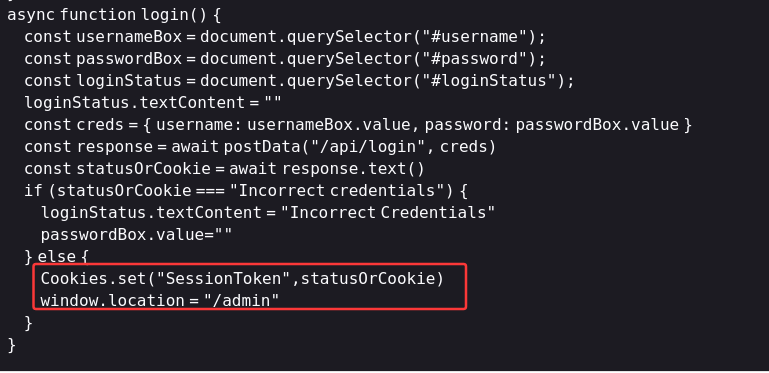 async function login() {
const usernameBox = document.querySelector("#username");
const passwordBox = document.querySelector("#password");
const loginStatus = document.querySelector("#loginStatus");
loginStatus.textContent = ""
const creds = { username: usernameBox.value, password: passwordBox.value }
const response = await postData("/api/login", creds)
const statusOrCookie = await response.text()
if (statusOrCookie === "Incorrect credentials") {
loginStatus.textContent = "Incorrect Credentials"
passwordBox.value=""
} else {
Cookies.set("SessionToken",statusOrCookie)
window.location = "/admin"
}
}